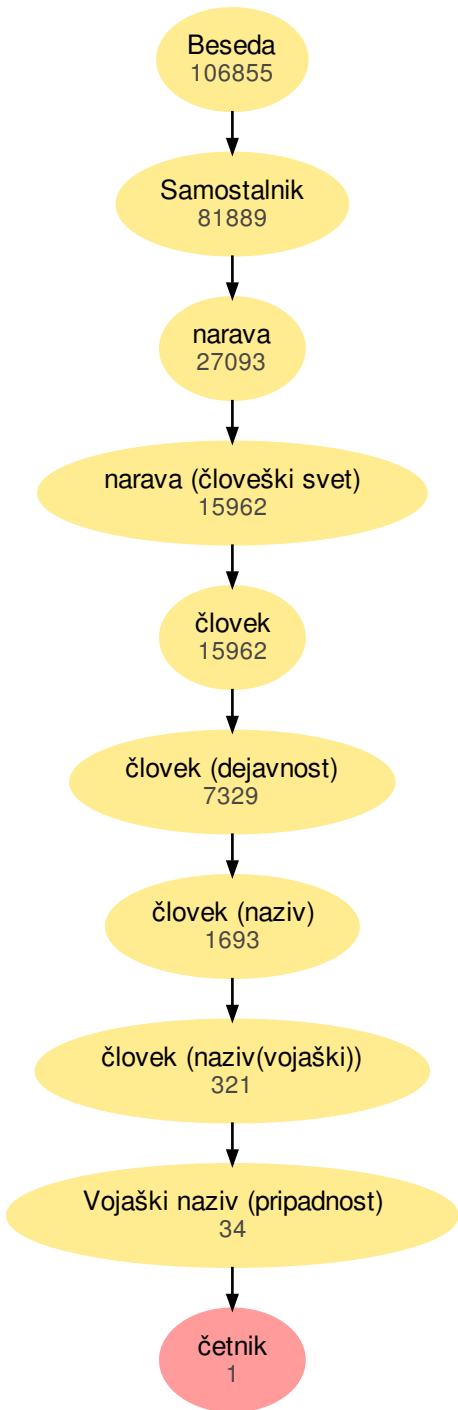 Beseda
106855
Samostalnik
81889
narava
27093
narava (človeški svet)
15962
človek
15962
človek (dejavnost)
7329
človek (naziv)
1693
človek (naziv(vojaški))
321
Vojaški naziv (pripadnost)
34
četnik
1